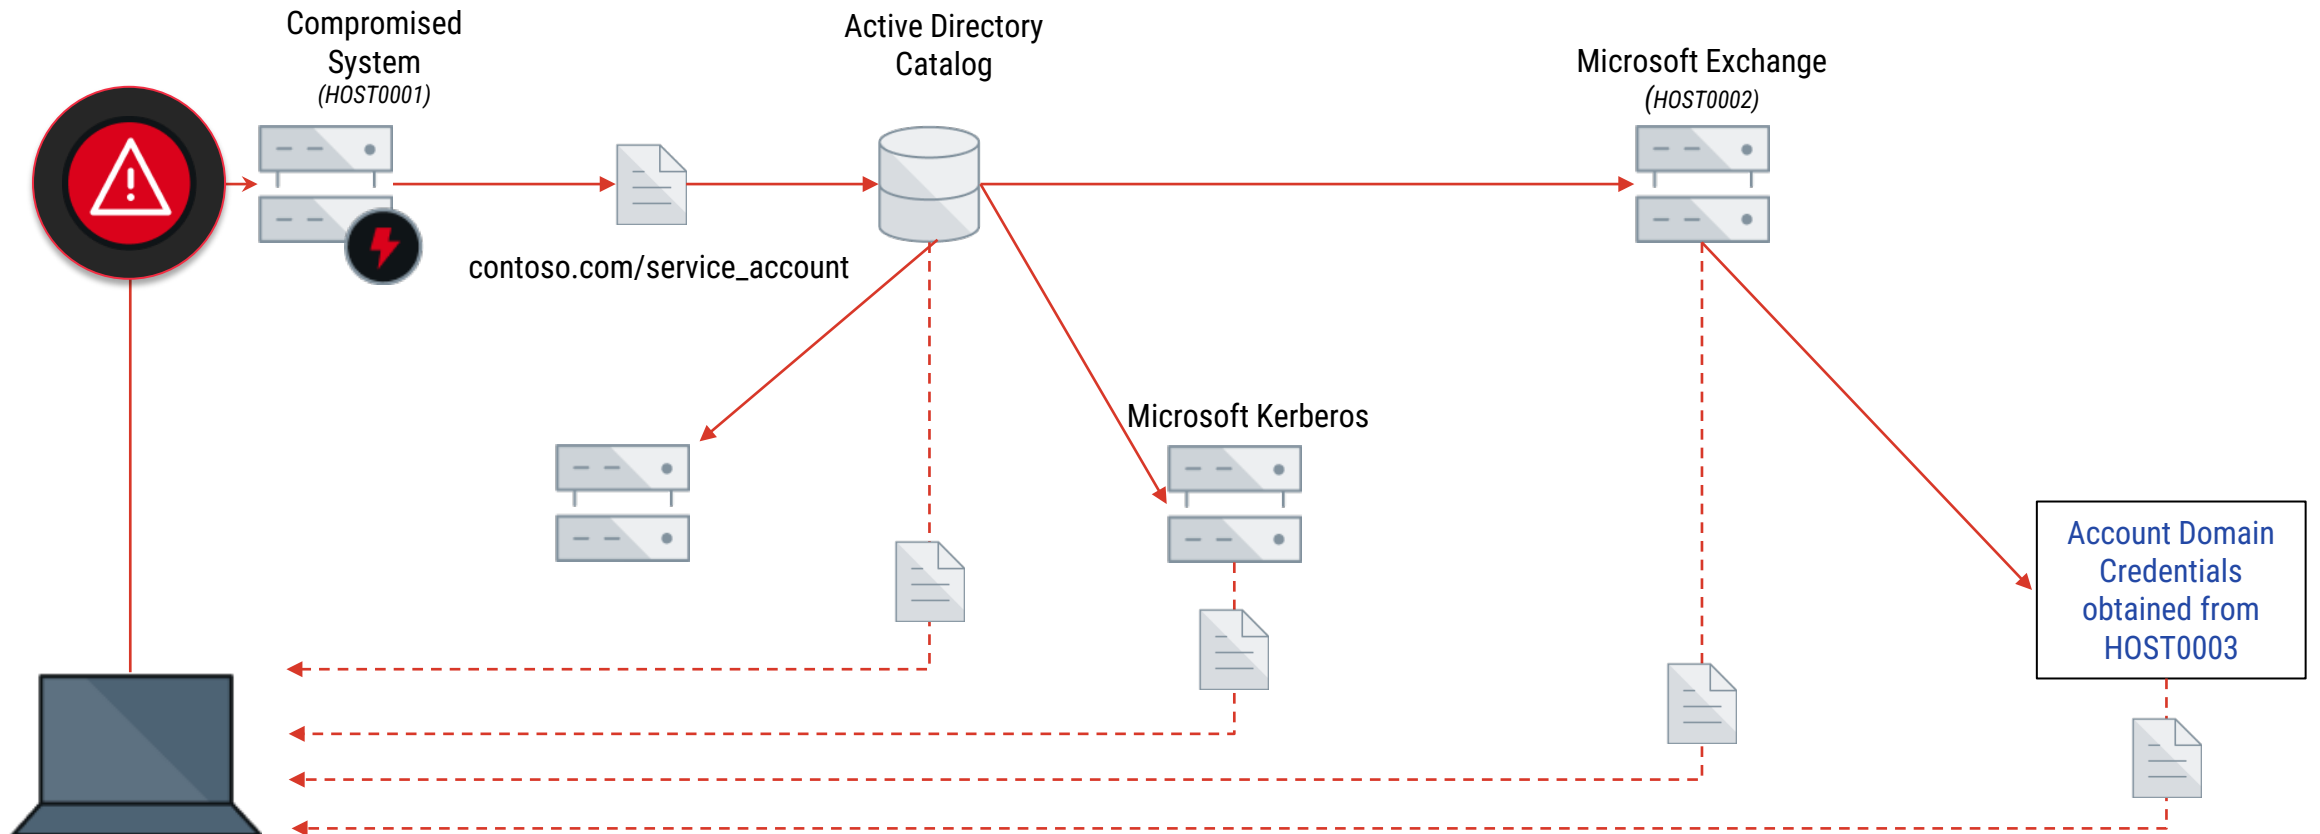 Compromised
System
(HOST0001)
Active Directory
Catalog
Microsoft Exchange
(HOST0002)
contoso.com/service_account
Microsoft Kerberos
Account Domain
Credentials
obtained from
HOST0003